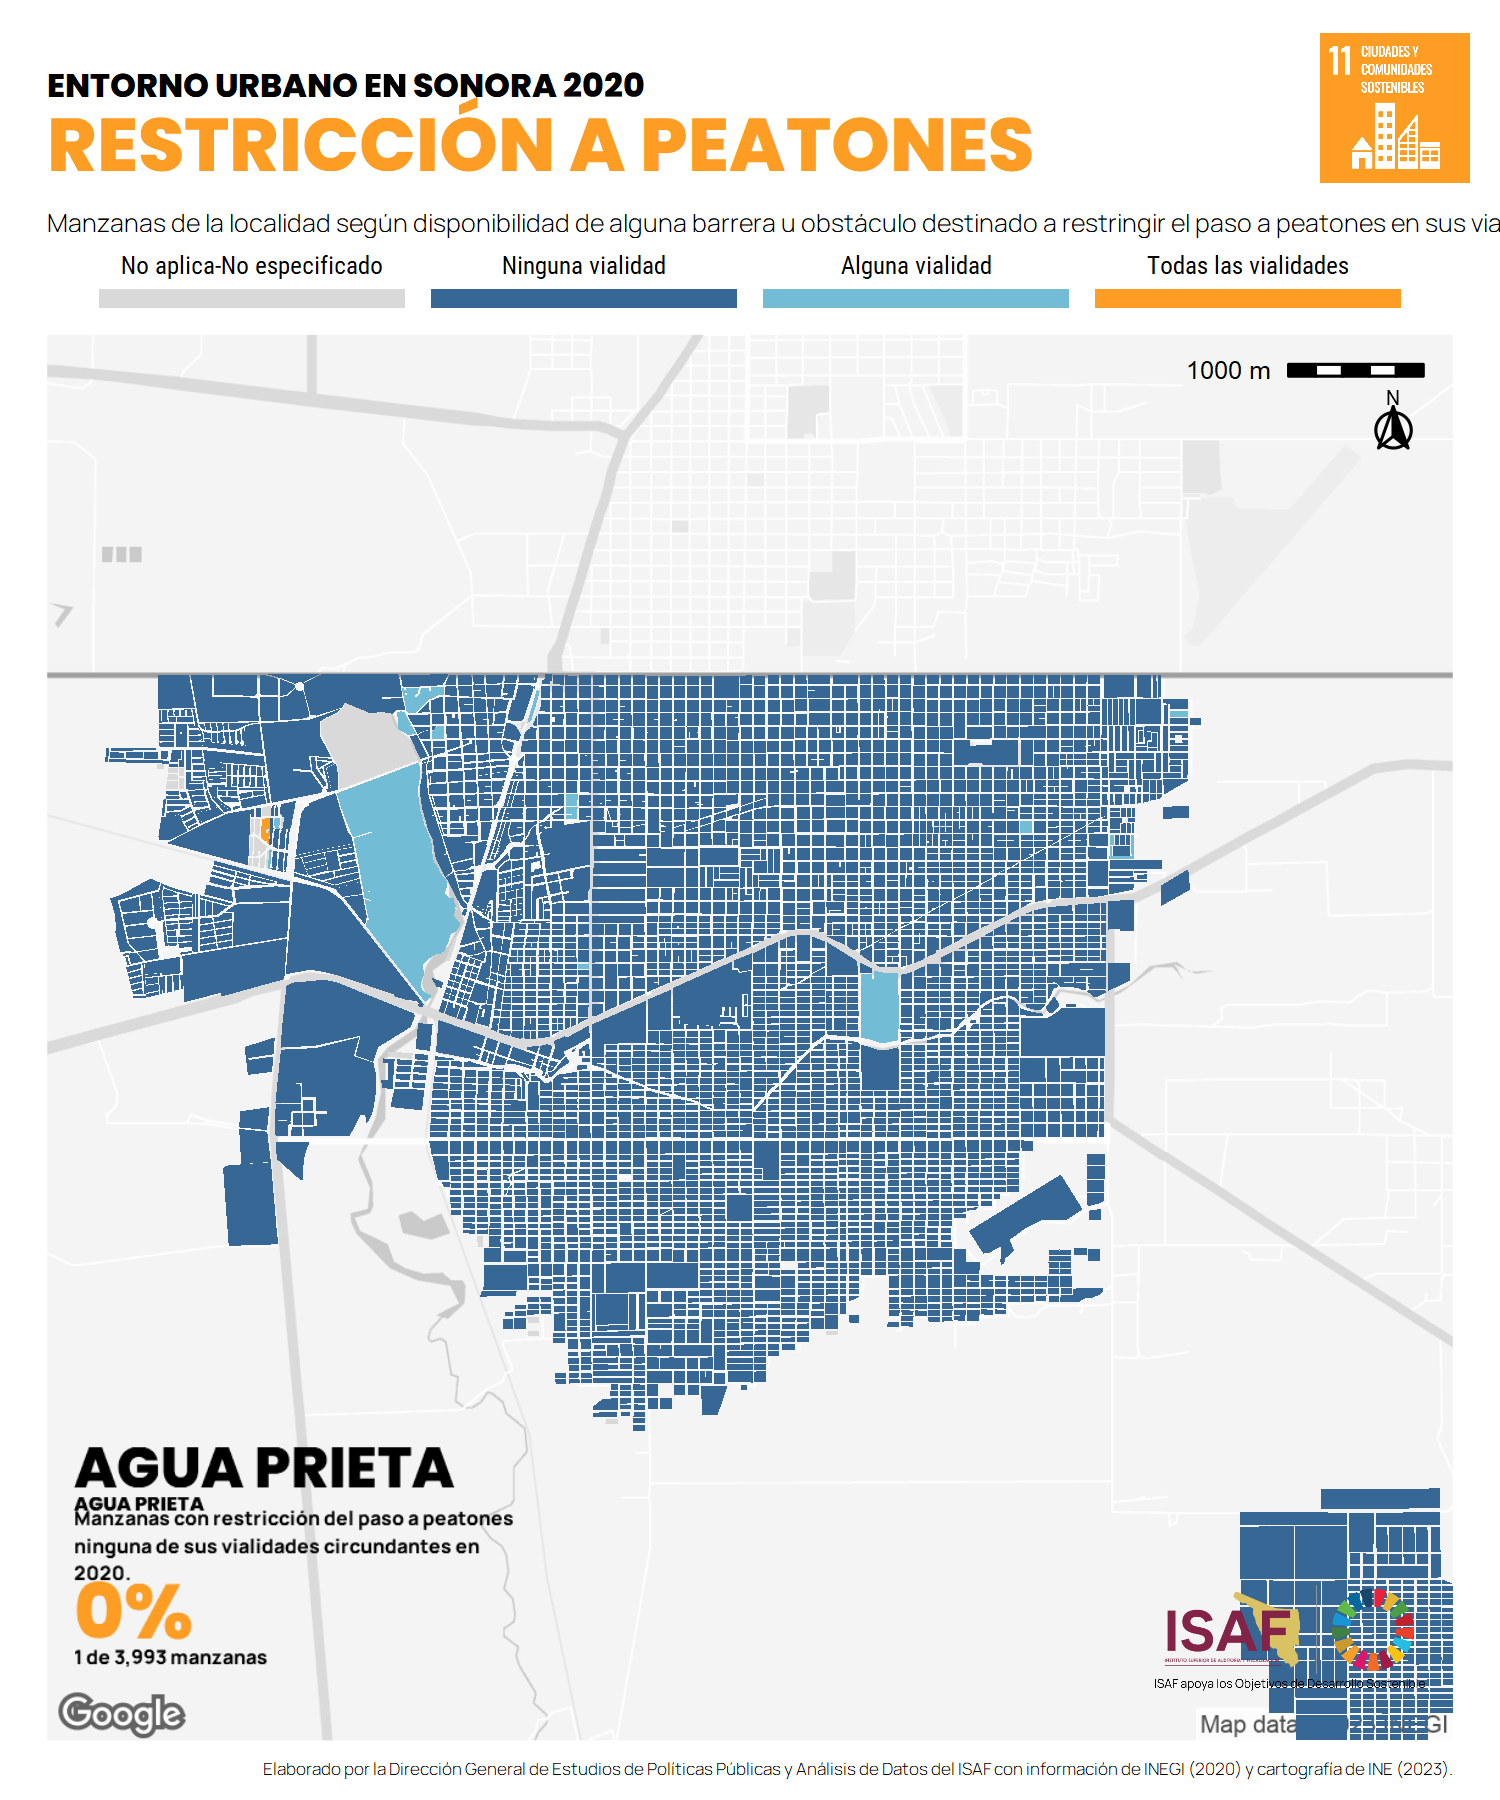 ENTORNO URBANO EN SONORA 2020
RESTRICCIÓN A PEATONES
11 CIUDADES Y
COMUNIDADES
SOSTENIBLES
Manzanas de la localidad según disponibilidad de alguna barrera u obstáculo destinado a restringir el paso a peatones en sus via
No aplica-No especificado
Ninguna vialidad
Alguna vialidad
Todas las vialidades
1000 m
N
AGUA PRIETA
AGUA PRIETA
Manzanas con restricción del paso a peatones
ninguna de sus vialidades circundantes en
2020.
0%
1 de 3,993 manzanas
Google
ISAF
INSTITUTO SUPERIOR DE AUDITORÍA Y
ISAF apoya los Objetivos de Desarrollo Sostenible
Map data GI
Elaborado por la Dirección General de Estudios de Políticas Públicas y Análisis de Datos del ISAF con información de INEGI (2020) y cartografía de INE (2023).